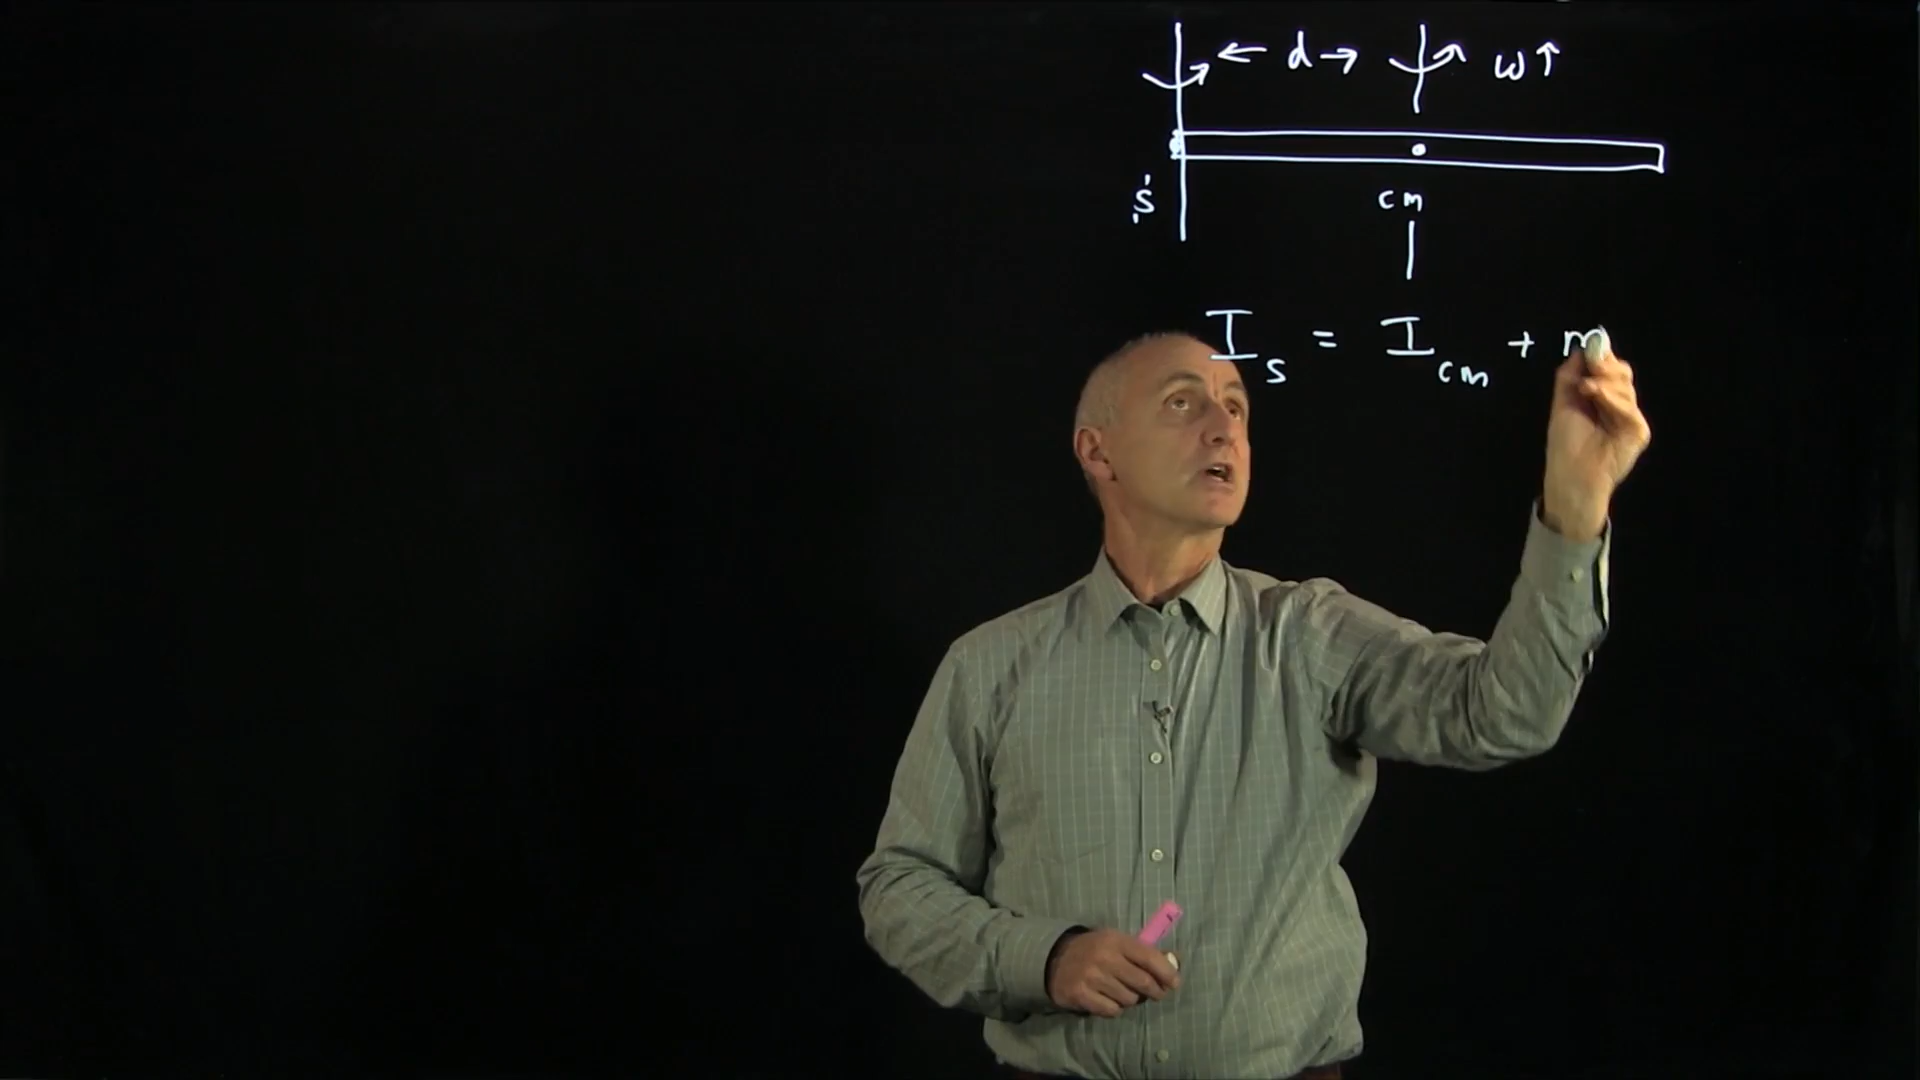 ← d → ω↑
s
cm
I_s = I_cm + m